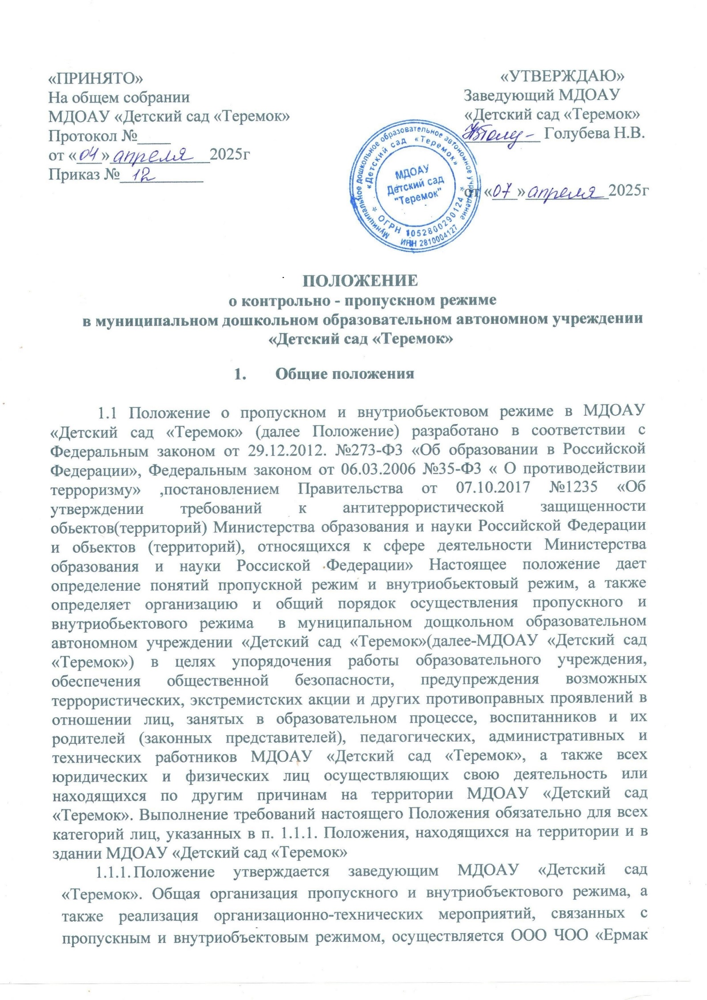 «ПРИНЯТО»
На общем собрании
МДОАУ «Детский сад «Теремок»
Протокол №____
от «04» апреля 2025г
Приказ № 12
«УТВЕРЖДАЮ»
Заведующий МДОАУ
«Детский сад «Теремок»
Голубева Н.В.
от «07» апреля 2025г
Муниципальное дошкольное образовательное автономное учреждение
«Детский сад «Теремок»
МДОАУ
Детский сад
"Теремок"
* ОГРН 1052800290124 *
ИНН 2810004127
ПОЛОЖЕНИЕ
о контрольно - пропускном режиме
в муниципальном дошкольном образовательном автономном учреждении
«Детский сад «Теремок»
1. Общие положения
1.1 Положение о пропускном и внутриобьектовом режиме в МДОАУ
«Детский сад «Теремок» (далее Положение) разработано в соответствии с
Федеральным законом от 29.12.2012. №273-ФЗ «Об образовании в Российской
Федерации», Федеральным законом от 06.03.2006 №35-ФЗ « О противодействии
терроризму» ,постановлением Правительства от 07.10.2017 №1235 «Об
утверждении требований к антитеррористической защищенности
обьектов(территорий) Министерства образования и науки Российской Федерации
и обьектов (территорий), относящихся к сфере деятельности Министерства
образования и науки Россиской Федерации» Настоящее положение дает
определение понятий пропускной режим и внутриобьектовый режим, а также
определяет организацию и общий порядок осуществления пропускного и
внутриобьектового режима в муниципальном дощкольном образовательном
автономном учреждении «Детский сад «Теремок»(далее-МДОАУ «Детский сад
«Теремок») в целях упорядочения работы образовательного учреждения,
обеспечения общественной безопасности, предупреждения возможных
террористических, экстремистских акции и других противоправных проявлений в
отношении лиц, занятых в образовательном процессе, воспитанников и их
родителей (законных представителей), педагогических, административных и
технических работников МДОАУ «Детский сад «Теремок», а также всех
юридических и физических лиц осуществляющих свою деятельность или
находящихся по другим причинам на территории МДОАУ «Детский сад
«Теремок». Выполнение требований настоящего Положения обязательно для всех
категорий лиц, указанных в п. 1.1.1. Положения, находящихся на территории и в
здании МДОАУ «Детский сад «Теремок»
1.1.1. Положение утверждается заведующим МДОАУ «Детский сад
«Теремок». Общая организация пропускного и внутриобъектового режима, а
также реализация организационно-технических мероприятий, связанных с
пропускным и внутриобъектовым режимом, осуществляется ООО ЧОО «Ермак